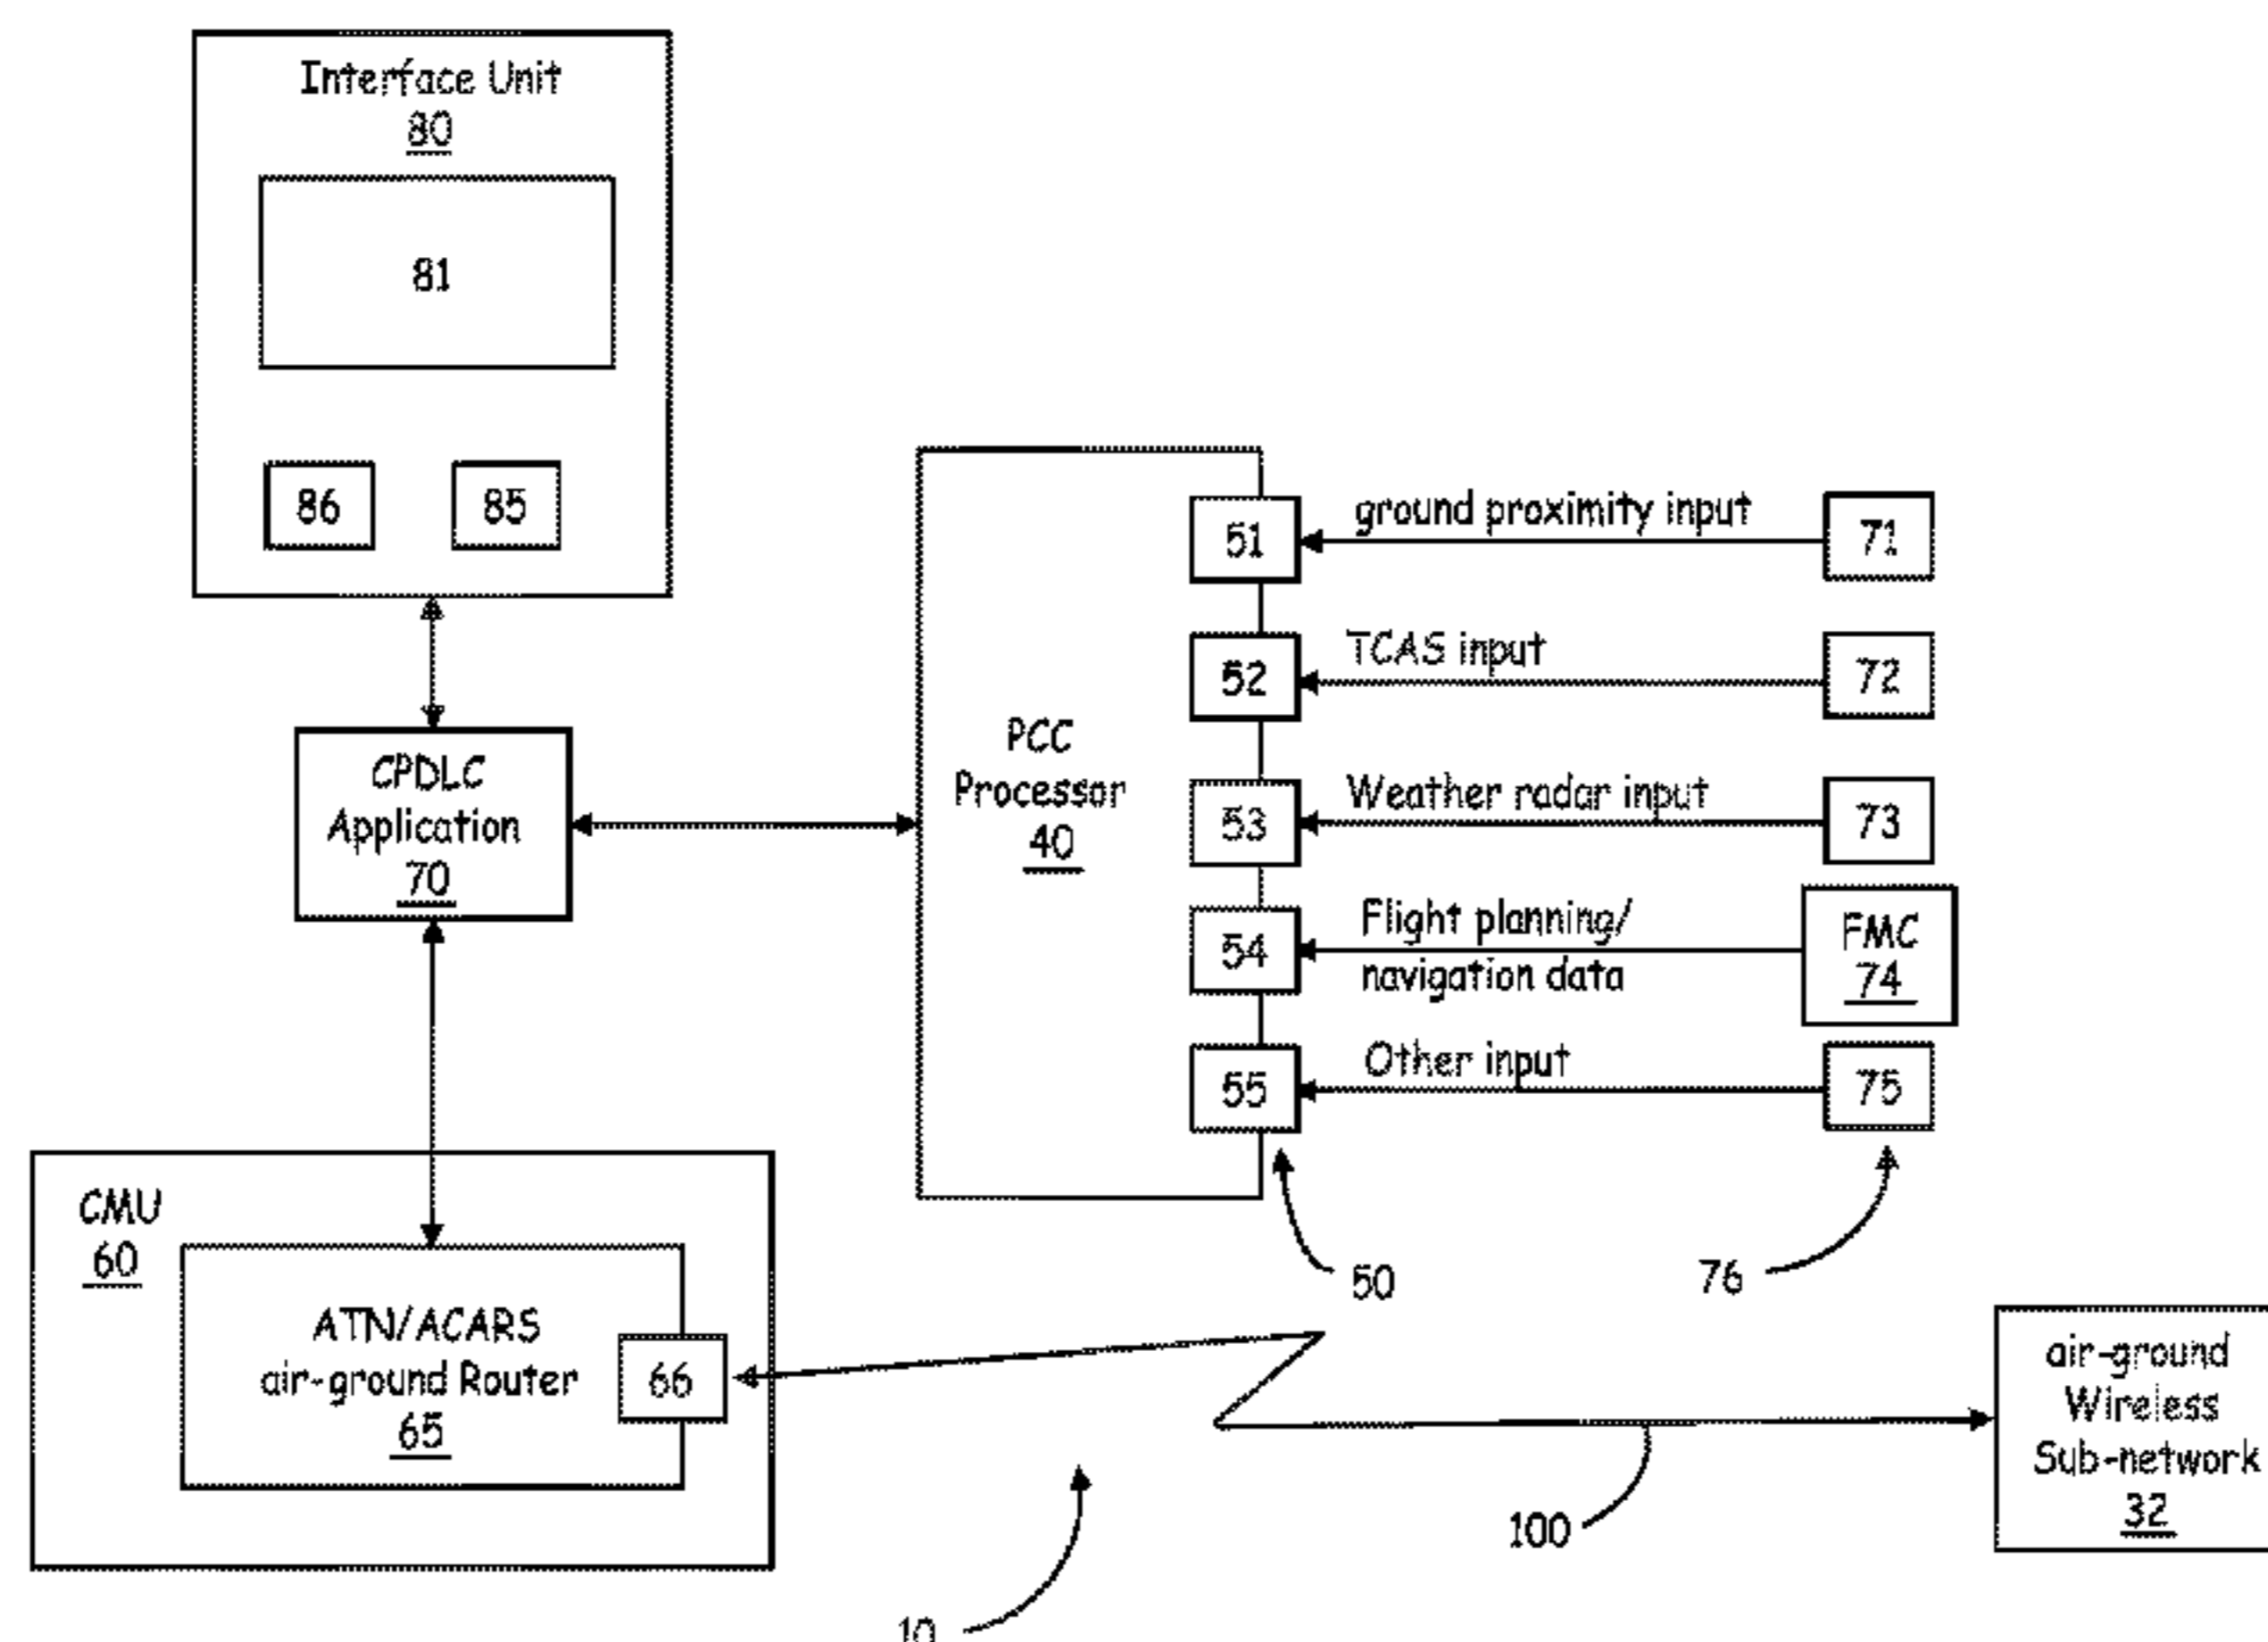 Interface Unit
80
81
86
85
CPDLC
Application
70
PCC
Processor
40
51
ground proximity input
71
52
TCAS input
72
53
Weather radar input
73
54
Flight planning/
navigation data
FMC
74
55
Other input
75
50
76
CMU
60
ATN/ACARS
air-ground Router
65
66
air-ground
Wireless
Sub-network
32
100
10